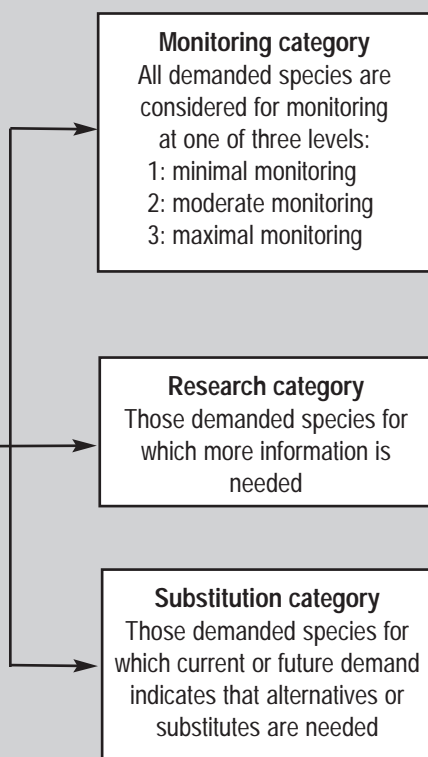 Monitoring category
All demanded species are
considered for monitoring
at one of three levels:
1: minimal monitoring
2: moderate monitoring
3: maximal monitoring
Research category
Those demanded species for
which more information is
needed
Substitution category
Those demanded species for
which current or future demand
indicates that alternatives or
substitutes are needed